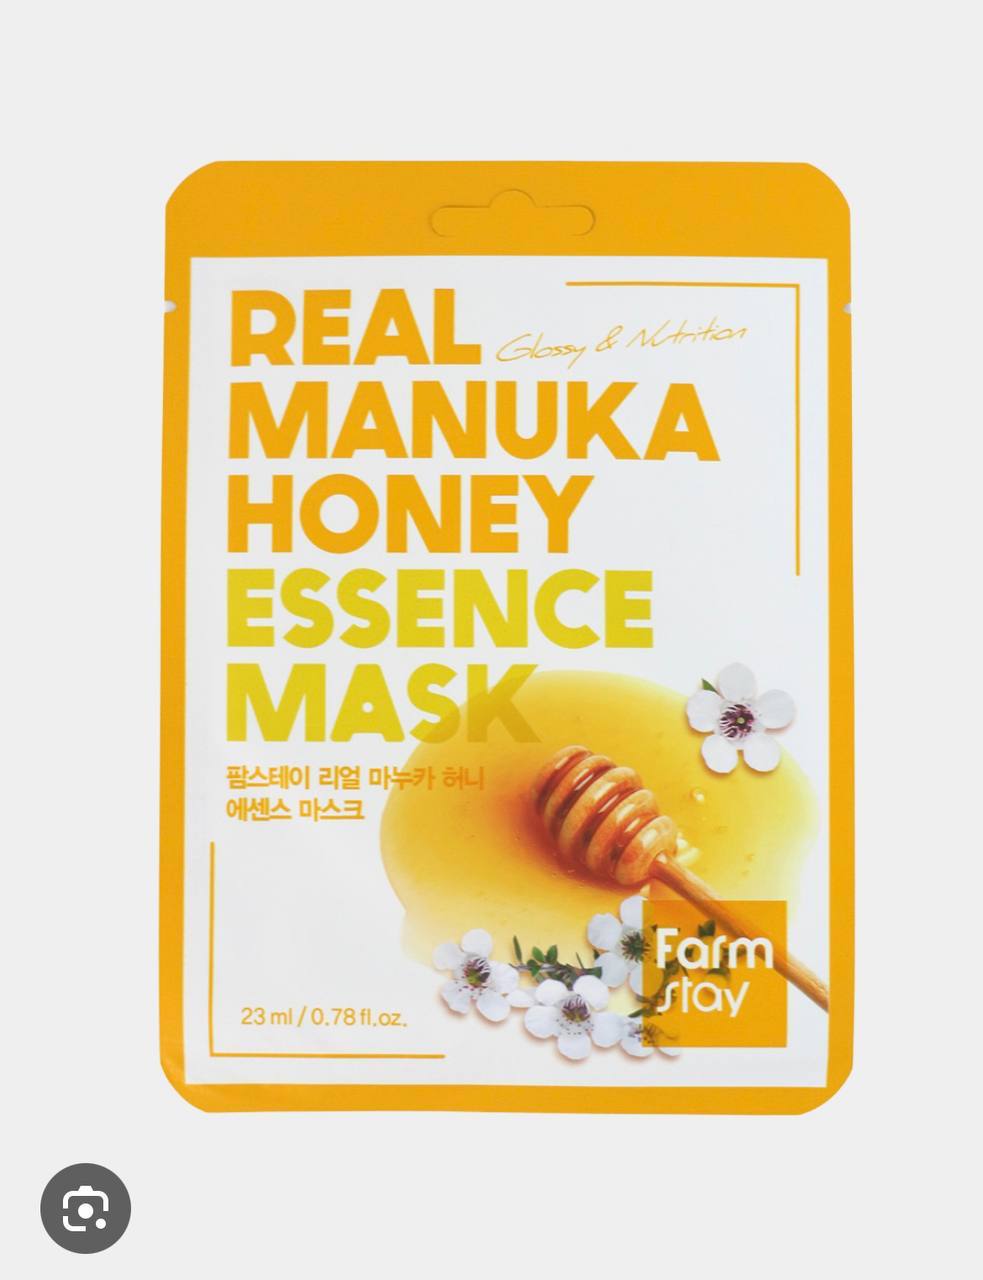 REAL
Glossy & Nutrition
MANUKA
HONEY
ESSENCE
MASK
팜스테이 리얼 마누카 허니
에센스 마스크
23 ml / 0.78 fl.oz.
Farm
stay